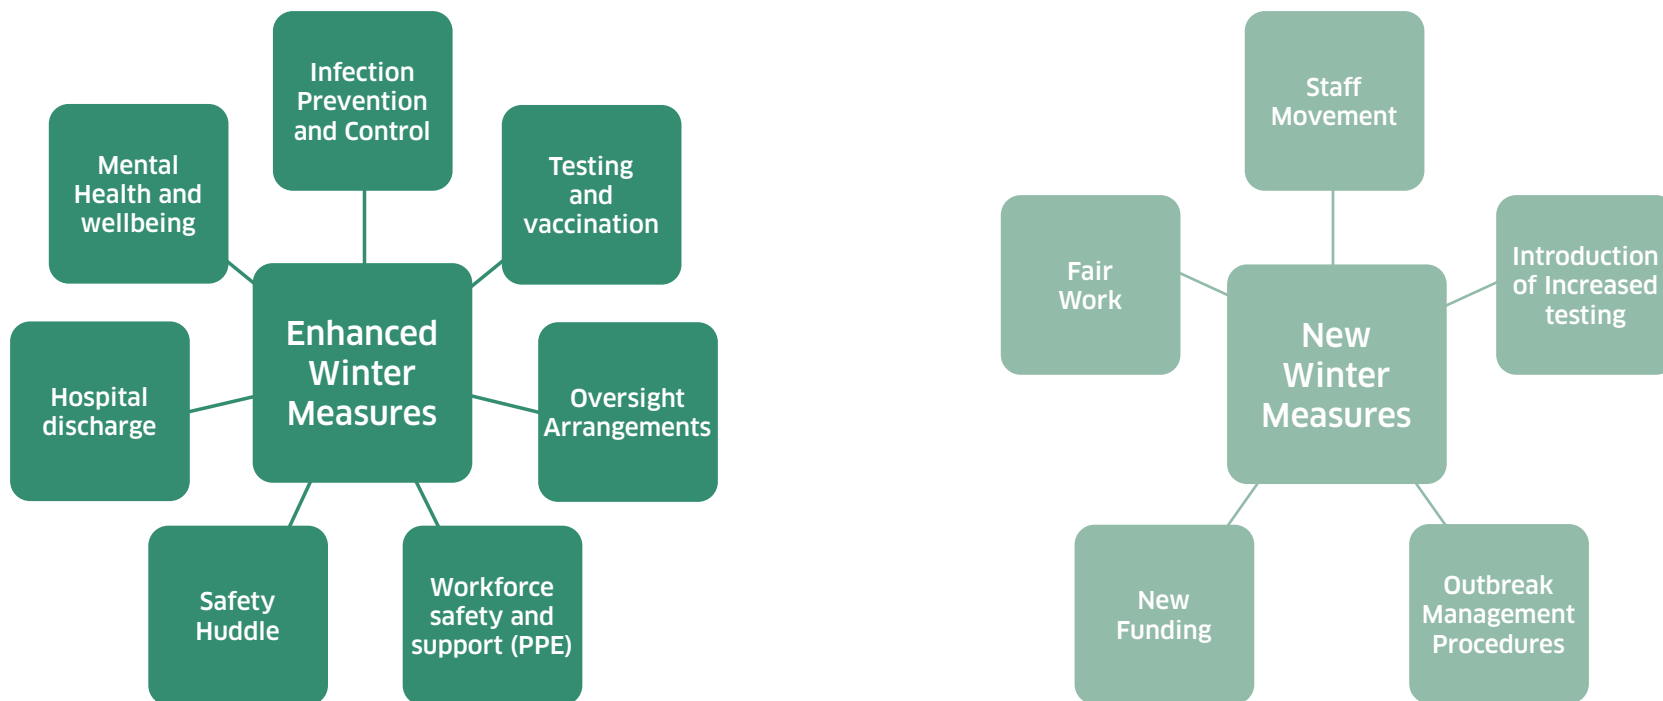 Infection
Prevention
and Control
Testing
and
vaccination
Oversight
Arrangements
Workforce
safety and
support (PPE)
Safety
Huddle
Hospital
discharge
Mental
Health and
wellbeing
Enhanced
Winter
Measures
Staff
Movement
Introduction
of Increased
testing
Outbreak
Management
Procedures
New
Funding
Fair
Work
New
Winter
Measures